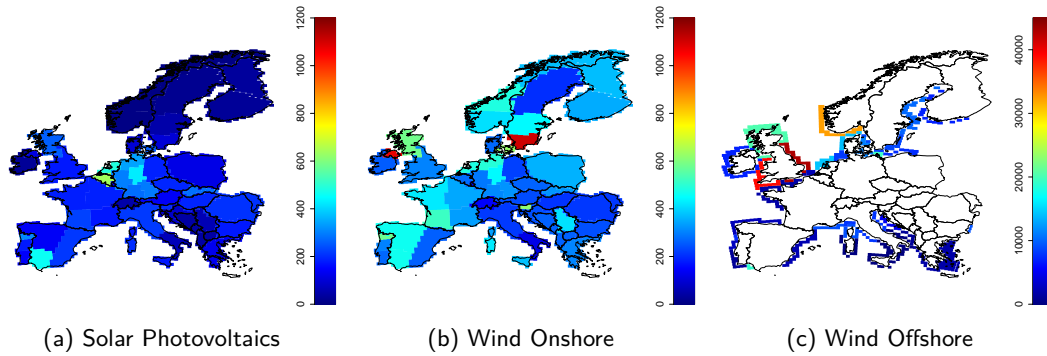 0 200 400 600 800 1000 1200
0 200 400 600 800 1000 1200
0 10000 20000 30000 40000
(a) Solar Photovoltaics
(b) Wind Onshore
(c) Wind Offshore